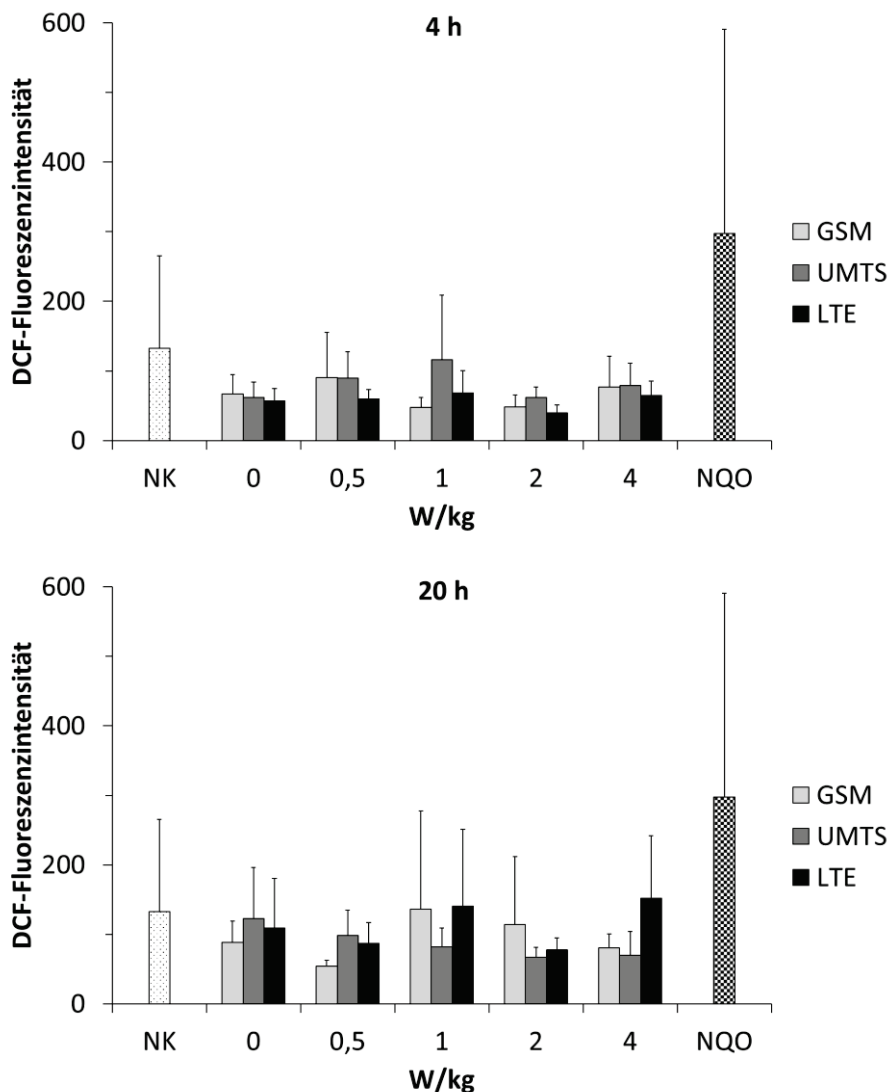 4 h
600
400
200
0
DCF-Fluoreszenzintensität
GSM
UMTS
LTE
NK 0 0,5 1 2 4 NQO
W/kg
20 h
600
400
200
0
DCF-Fluoreszenzintensität
GSM
UMTS
LTE
NK 0 0,5 1 2 4 NQO
W/kg